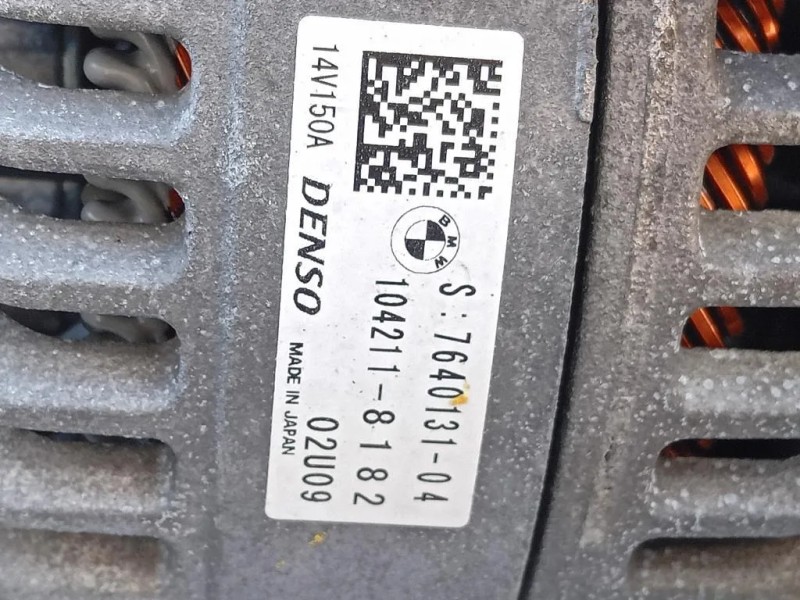 BMW
S:7640131-04
104211-8182
14V150A DENSO MADE IN JAPAN 02U09